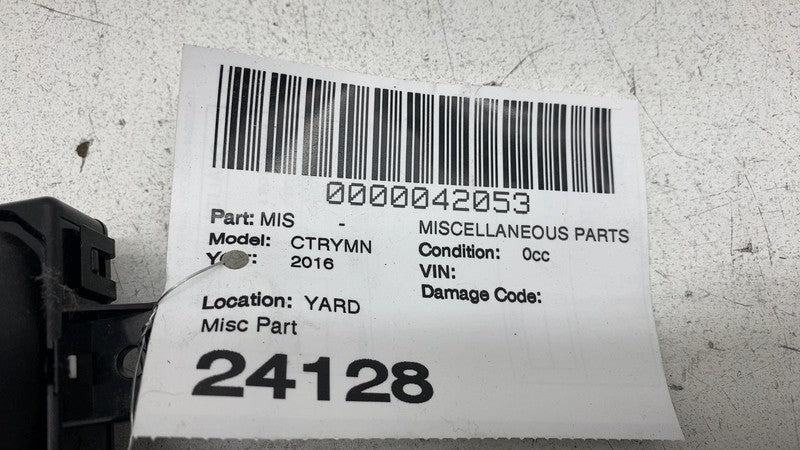 0000042053
Part: MIS - MISCELLANEOUS PARTS
Model: CTRYMN Condition: 0cc
2016 VIN:
Damage Code:
Location: YARD
Misc Part
24128